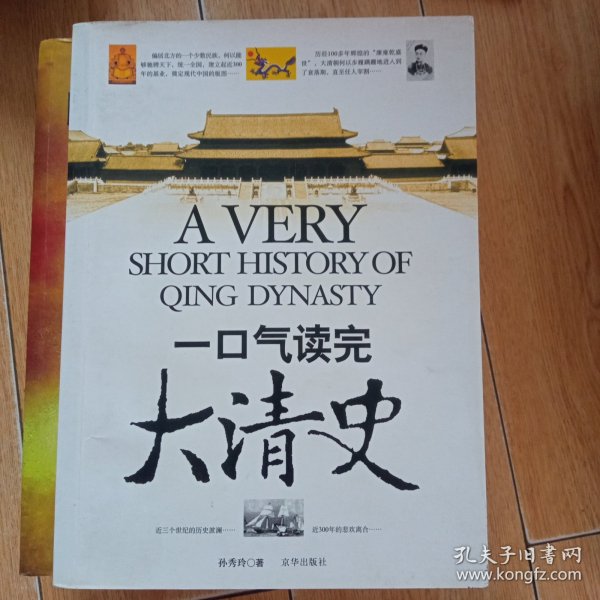 偏居北方的一个少数民族,何以能
够驰骋天下,统一全国,建立起近300
年的基业,奠定现代中国的版图……
历经100多年辉煌的“康雍乾盛
世”,大清朝何以步履蹒跚地进入到
了衰落期,直至任人宰割……
A VERY
SHORT HISTORY OF
QING DYNASTY
一口气读完
大清史
近三个世纪的历史波澜……
近300年的悲欢离合……
孙秀玲◎著 京华出版社
孔夫子旧书网
www.kongfz.com